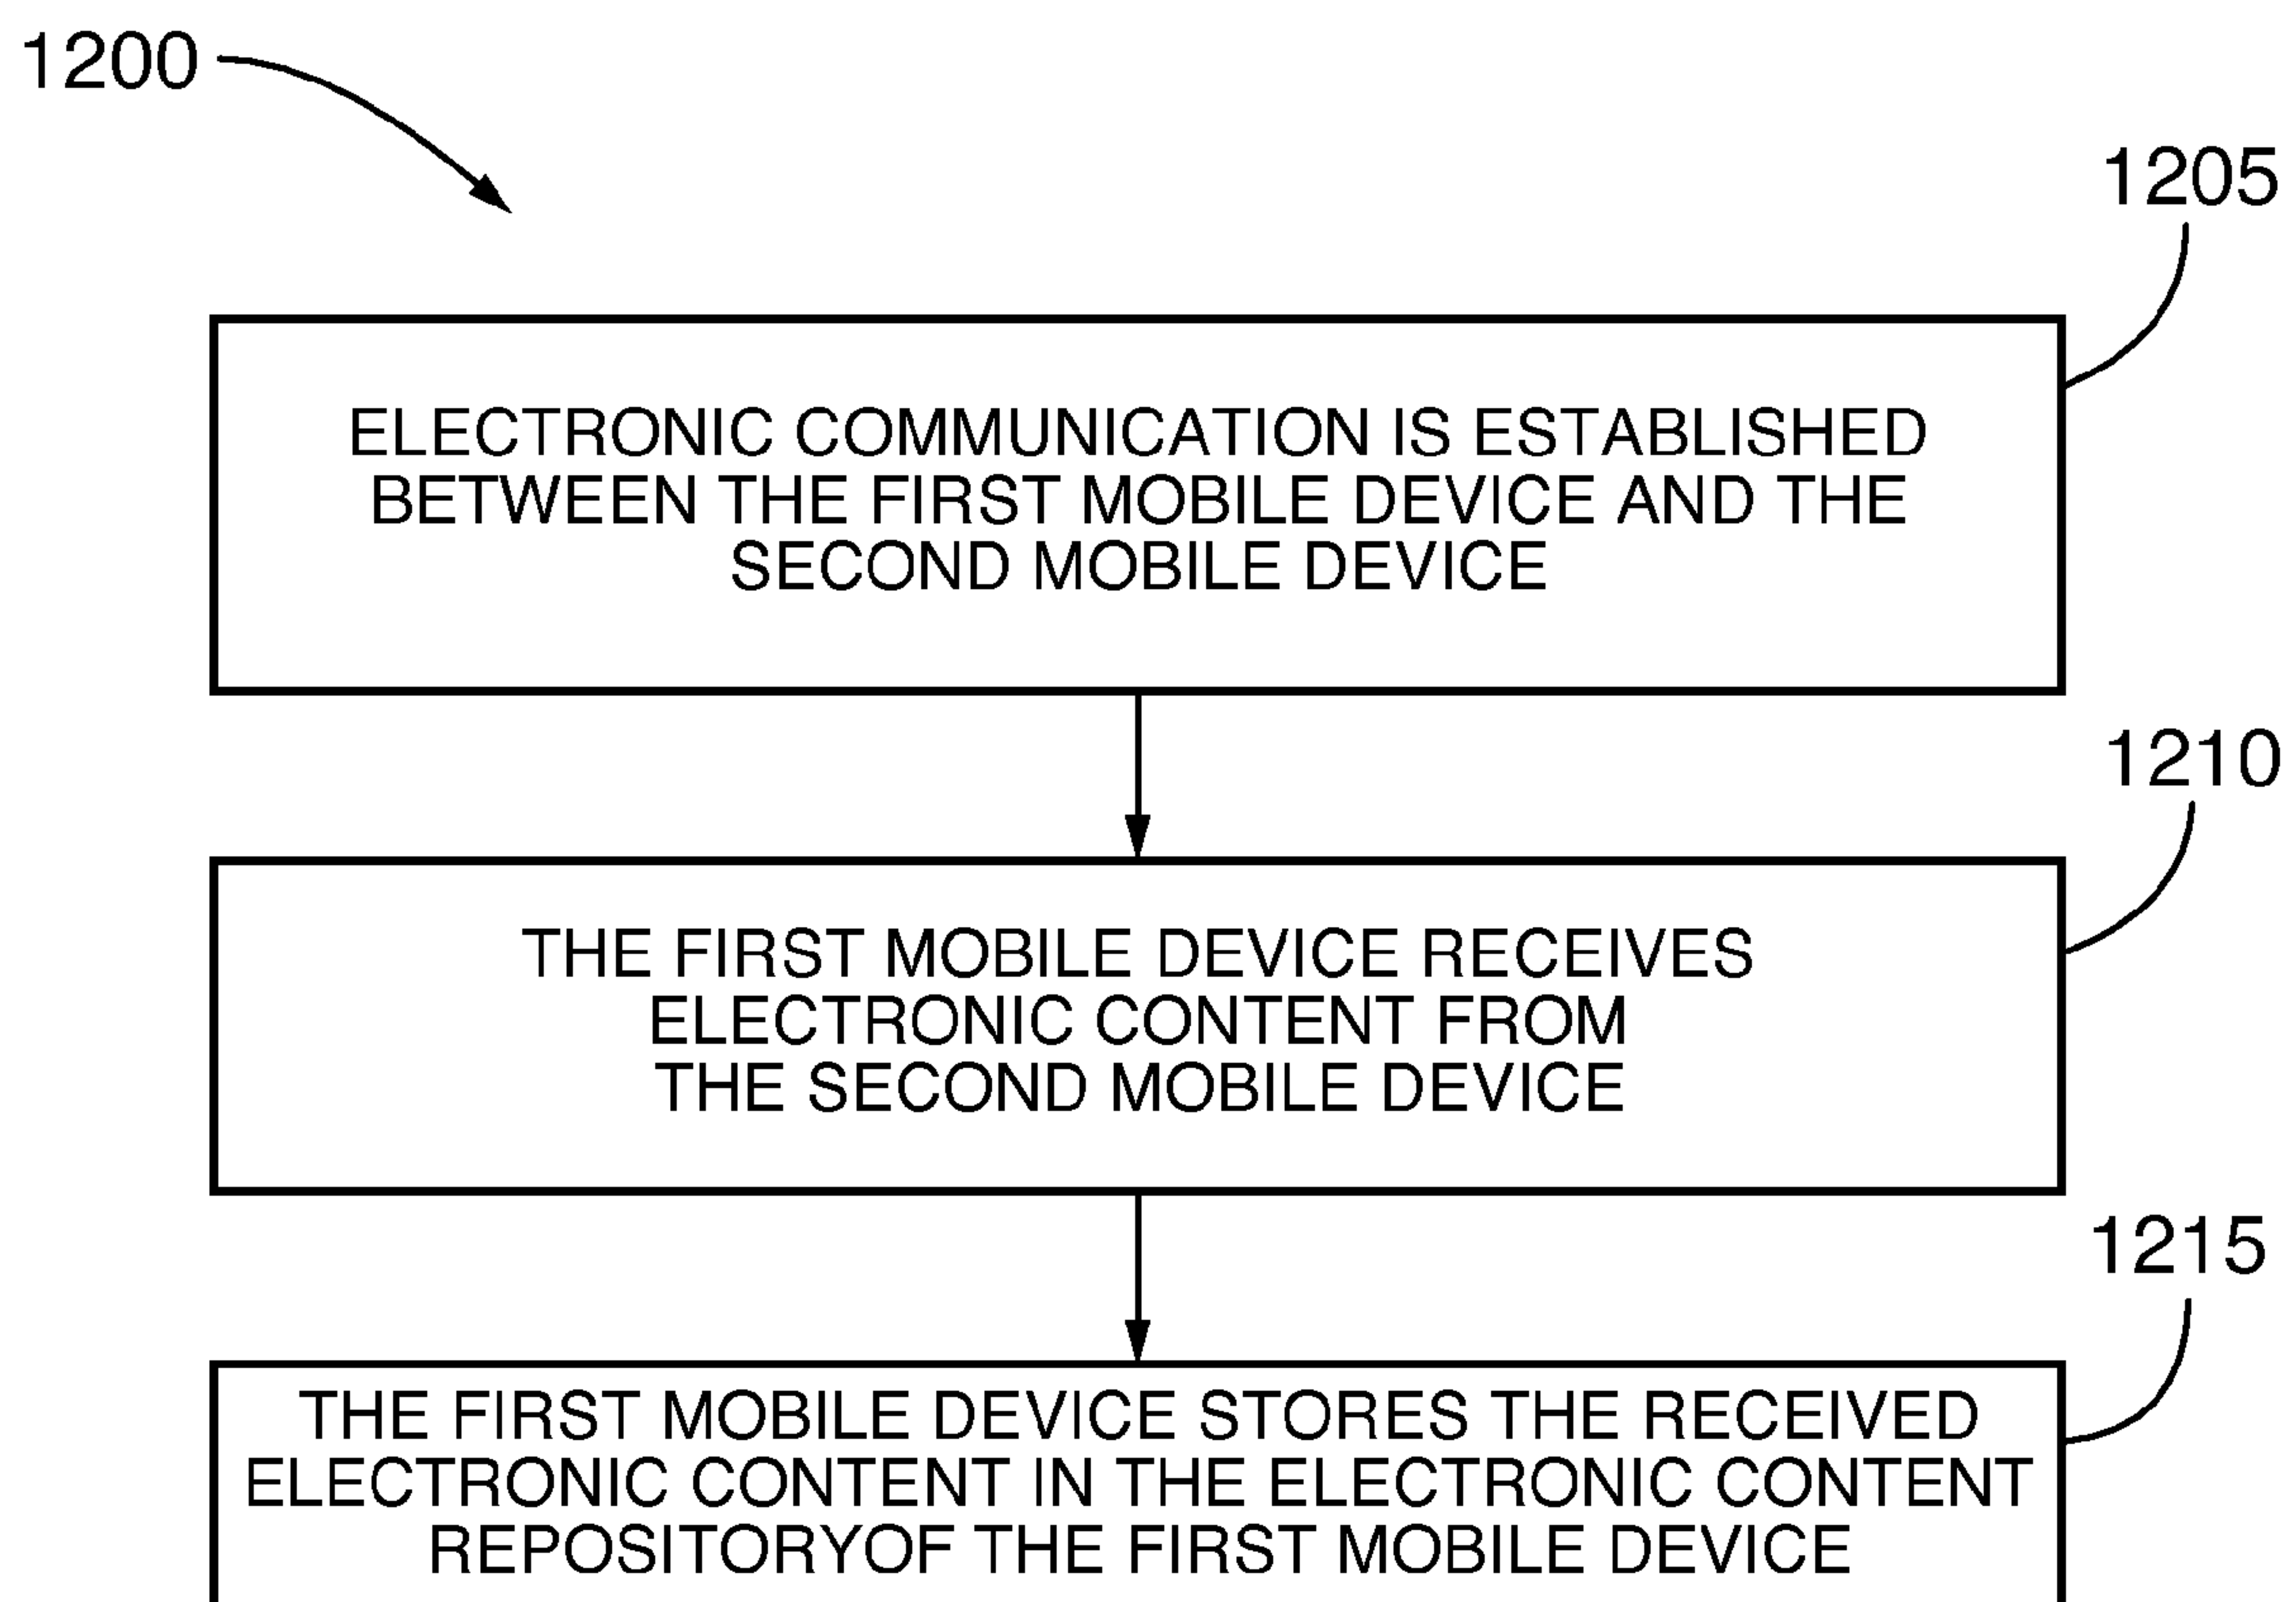 1200
1205
ELECTRONIC COMMUNICATION IS ESTABLISHED
BETWEEN THE FIRST MOBILE DEVICE AND THE
SECOND MOBILE DEVICE
1210
THE FIRST MOBILE DEVICE RECEIVES
ELECTRONIC CONTENT FROM
THE SECOND MOBILE DEVICE
1215
THE FIRST MOBILE DEVICE STORES THE RECEIVED
ELECTRONIC CONTENT IN THE ELECTRONIC CONTENT
REPOSITORYOF THE FIRST MOBILE DEVICE